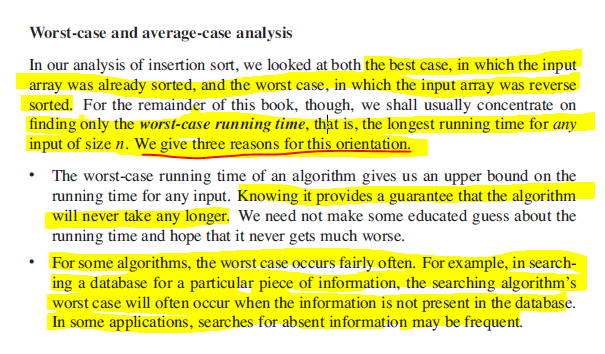 Worst-case and average-case analysis
In our analysis of insertion sort, we looked at both the best case, in which the input
array was already sorted, and the worst case, in which the input array was reverse
sorted. For the remainder of this book, though, we shall usually concentrate on
finding only the worst-case running time, that is, the longest running time for any
input of size n. We give three reasons for this orientation.
• The worst-case running time of an algorithm gives us an upper bound on the
running time for any input. Knowing it provides a guarantee that the algorithm
will never take any longer. We need not make some educated guess about the
running time and hope that it never gets much worse.
• For some algorithms, the worst case occurs fairly often. For example, in search-
ing a database for a particular piece of information, the searching algorithm's
worst case will often occur when the information is not present in the database.
In some applications, searches for absent information may be frequent.